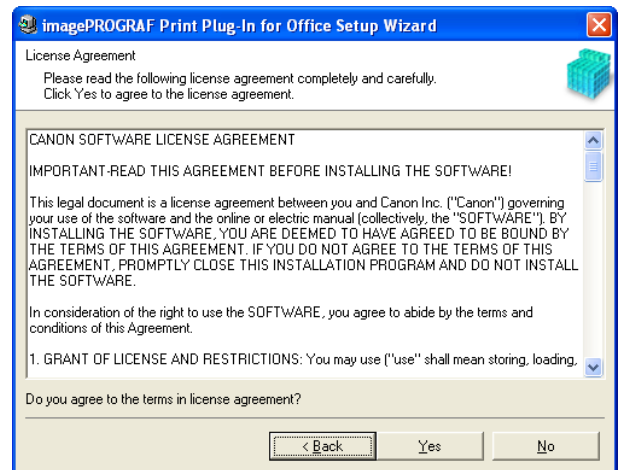 imagePROGRAF Print Plug-In for Office Setup Wizard
License Agreement
Please read the following license agreement completely and carefully.
Click Yes to agree to the license agreement.
CANON SOFTWARE LICENSE AGREEMENT
IMPORTANT-READ THIS AGREEMENT BEFORE INSTALLING THE SOFTWARE!
This legal document is a license agreement between you and Canon Inc. ("Canon") governing
your use of the software and the online or electric manual (collectively, the "SOFTWARE"). BY
INSTALLING THE SOFTWARE, YOU ARE DEEMED TO HAVE AGREED TO BE BOUND BY
THE TERMS OF THIS AGREEMENT. IF YOU DO NOT AGREE TO THE TERMS OF THIS
AGREEMENT, PROMPTLY CLOSE THIS INSTALLATION PROGRAM AND DO NOT INSTALL
THE SOFTWARE.
In consideration of the right to use the SOFTWARE, you agree to abide by the terms and
conditions of this Agreement.
1. GRANT OF LICENSE AND RESTRICTIONS: You may use ("use" shall mean storing, loading,
Do you agree to the terms in license agreement?
< Back Yes No